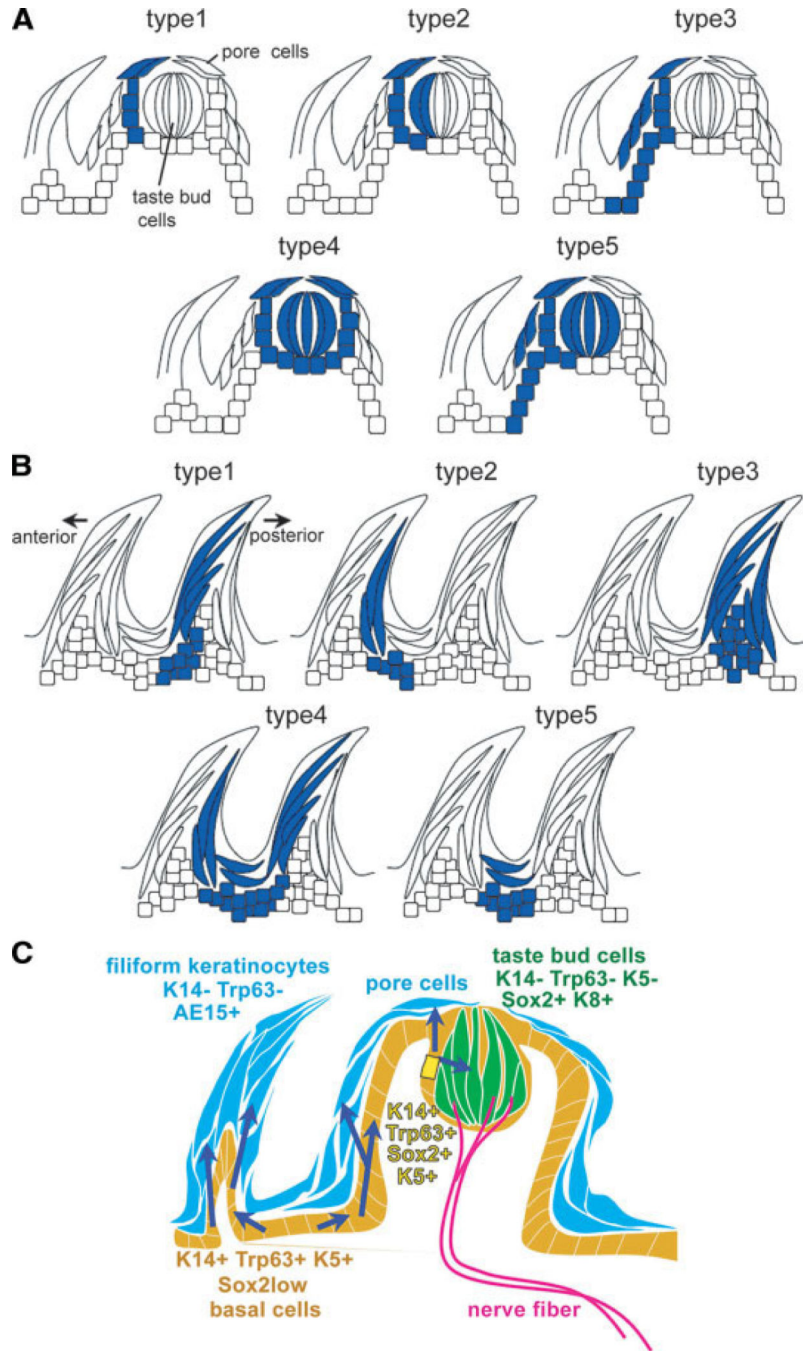 A
type1
type2
type3
pore cells
taste bud
cells
type4
type5
B
type1
type2
type3
anterior
posterior
type4
type5
C
filiform keratinocytes
K14- Trp63-
AE15+
pore cells
taste bud cells
K14- Trp63- K5-
Sox2+ K8+
K14+
Trp63+
Sox2+
K5+
K14+ Trp63+ K5+
Sox2low
basal cells
nerve fiber